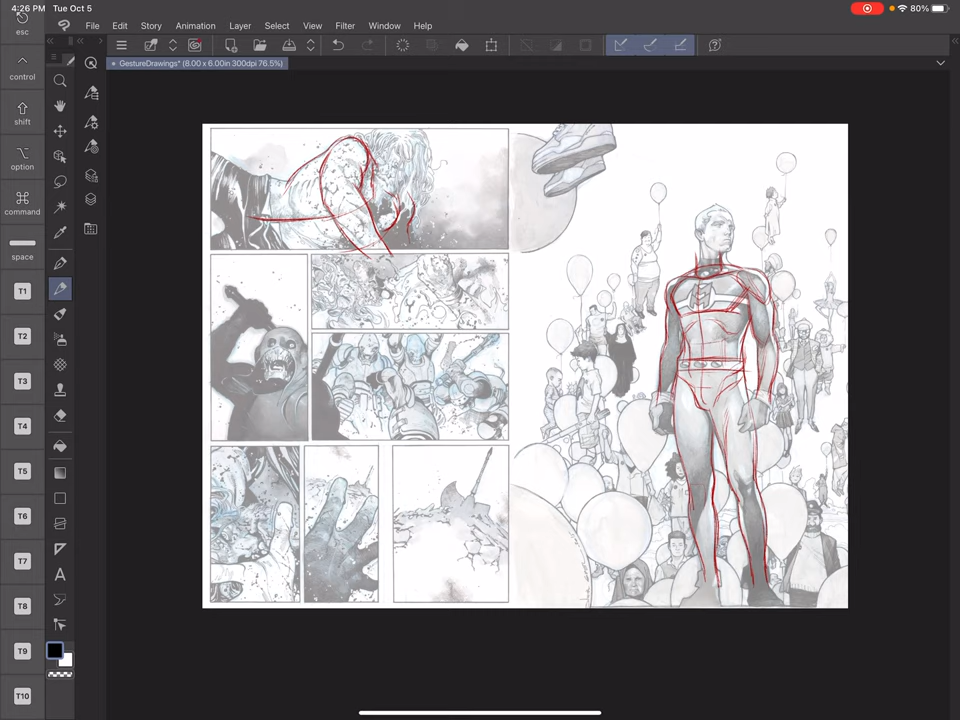 4:26 PM Tue Oct 5
80%
File Edit Story Animation Layer Select View Filter Window Help
GestureDrawings* (8.00 x 6.00in 300dpi 76.5%)
esc
control
shift
option
command
space
T1
T2
T3
T4
T5
T6
T7
T8
T9
T10